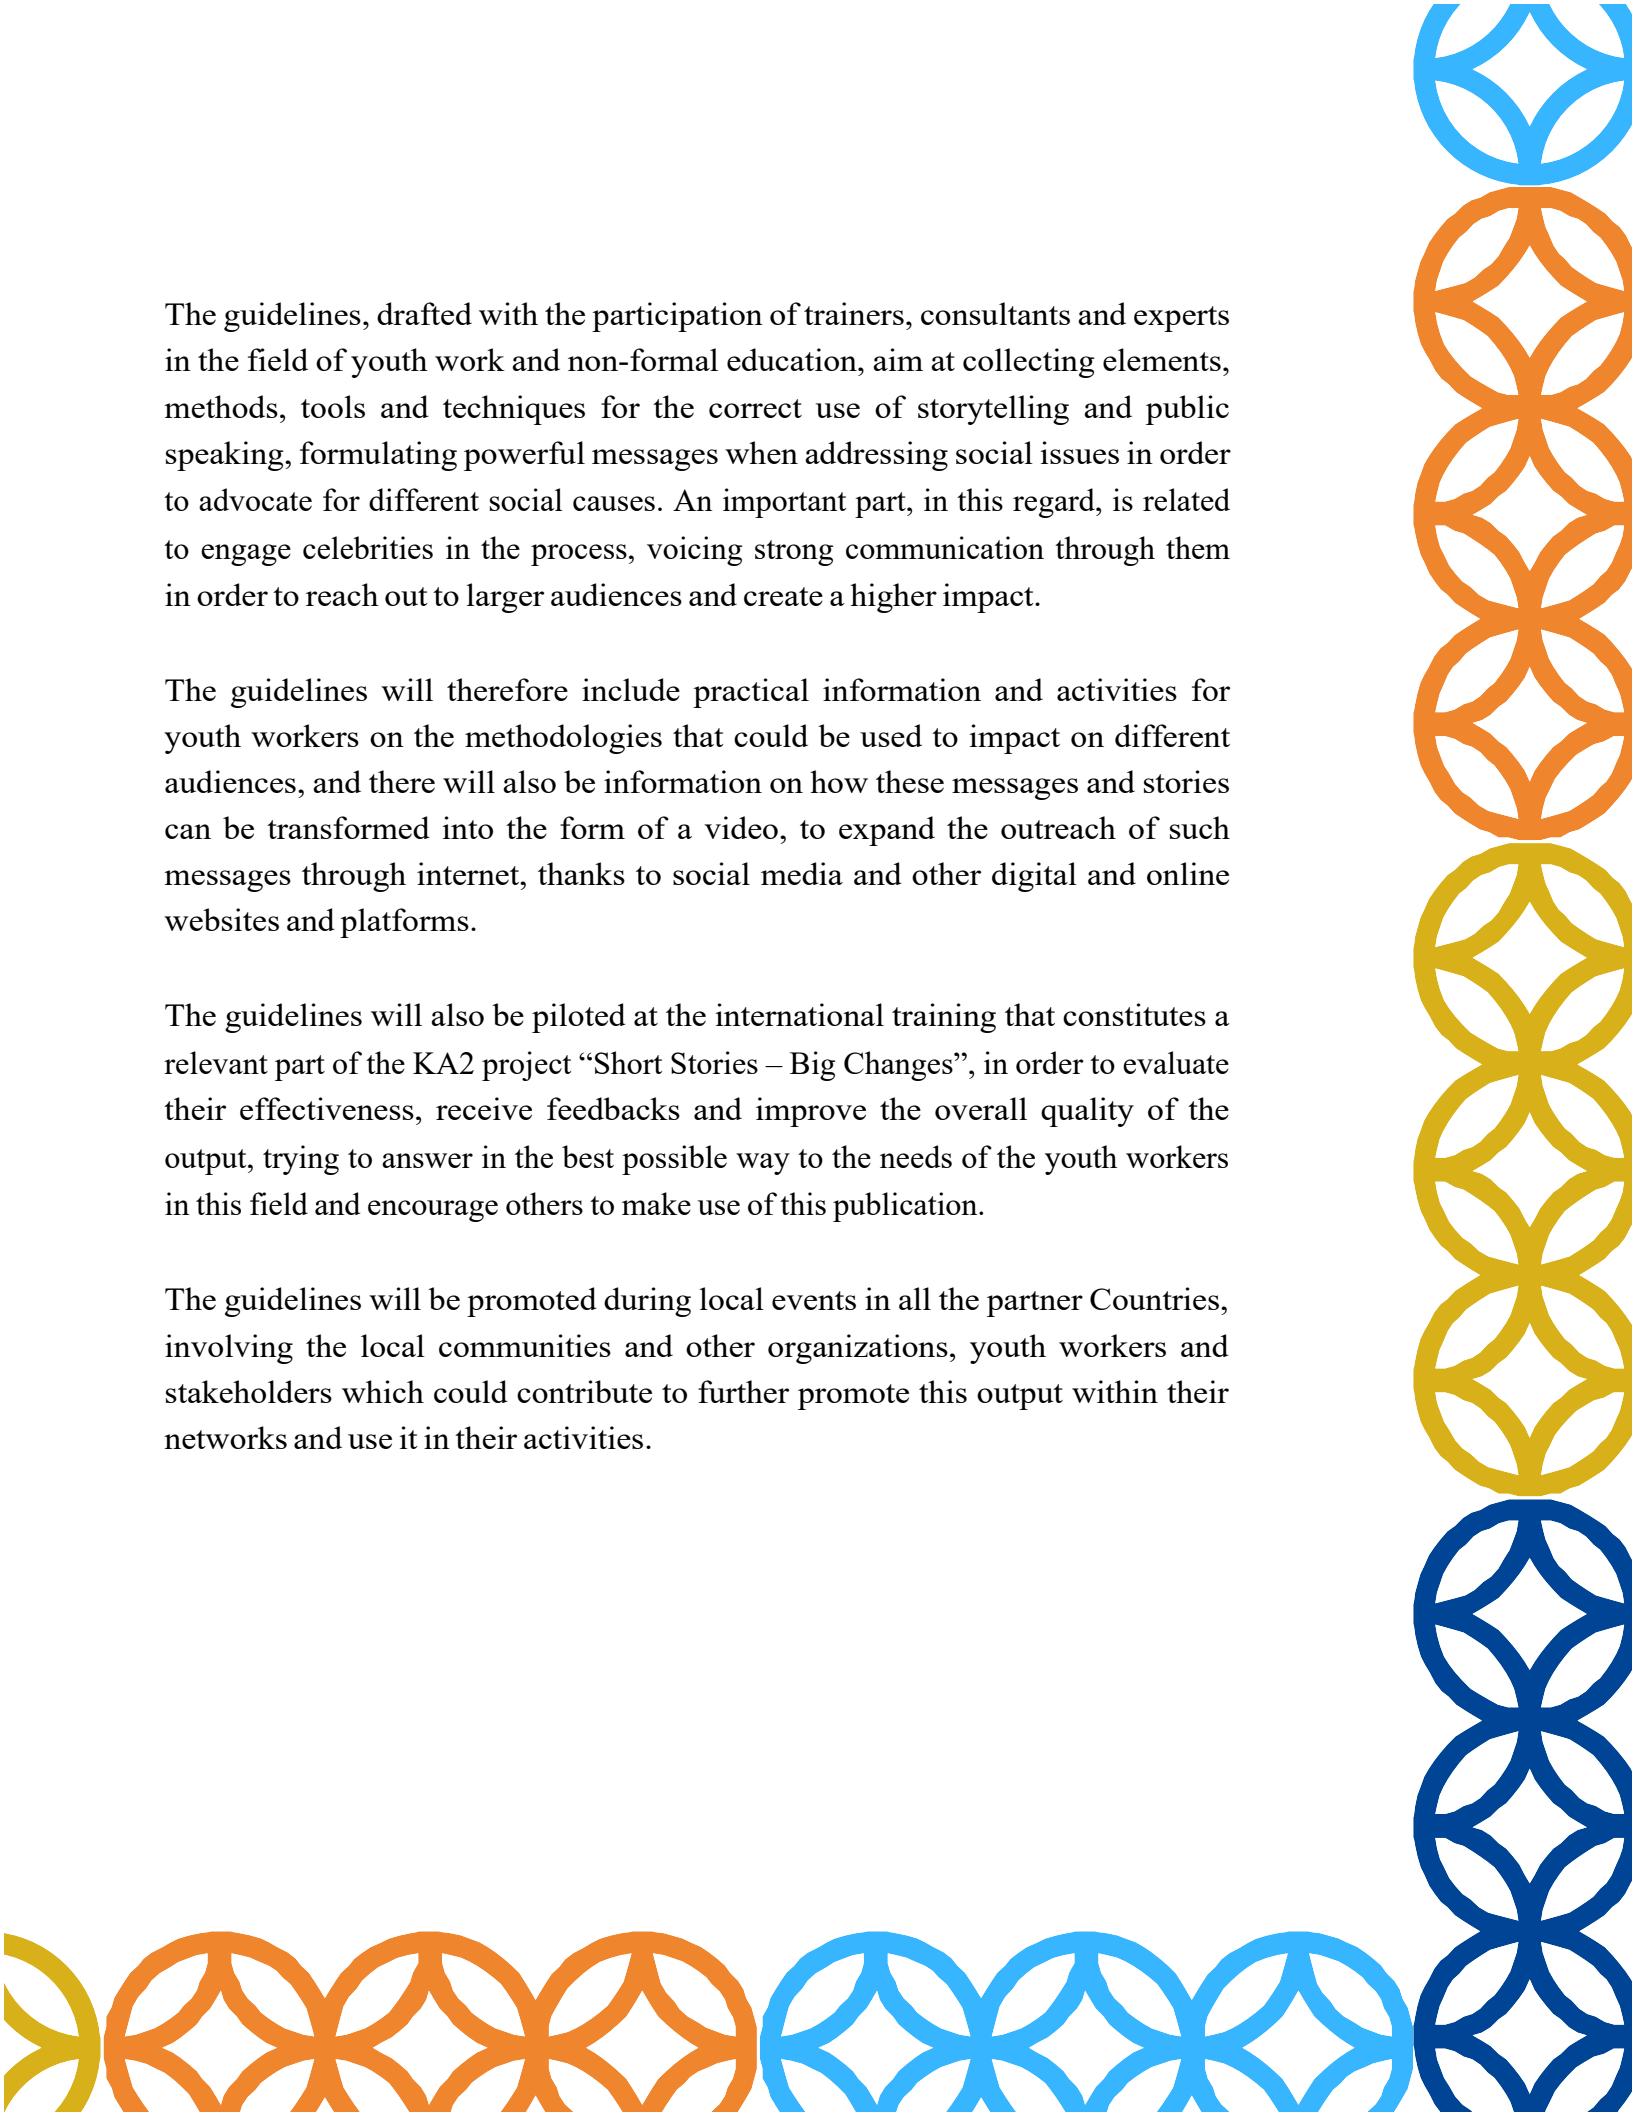 The guidelines, drafted with the participation of trainers, consultants and experts
in the field of youth work and non-formal education, aim at collecting elements,
methods, tools and techniques for the correct use of storytelling and public
speaking, formulating powerful messages when addressing social issues in order
to advocate for different social causes. An important part, in this regard, is related
to engage celebrities in the process, voicing strong communication through them
in order to reach out to larger audiences and create a higher impact.
The guidelines will therefore include practical information and activities for
youth workers on the methodologies that could be used to impact on different
audiences, and there will also be information on how these messages and stories
can be transformed into the form of a video, to expand the outreach of such
messages through internet, thanks to social media and other digital and online
websites and platforms.
The guidelines will also be piloted at the international training that constitutes a
relevant part of the KA2 project “Short Stories – Big Changes”, in order to evaluate
their effectiveness, receive feedbacks and improve the overall quality of the
output, trying to answer in the best possible way to the needs of the youth workers
in this field and encourage others to make use of this publication.
The guidelines will be promoted during local events in all the partner Countries,
involving the local communities and other organizations, youth workers and
stakeholders which could contribute to further promote this output within their
networks and use it in their activities.